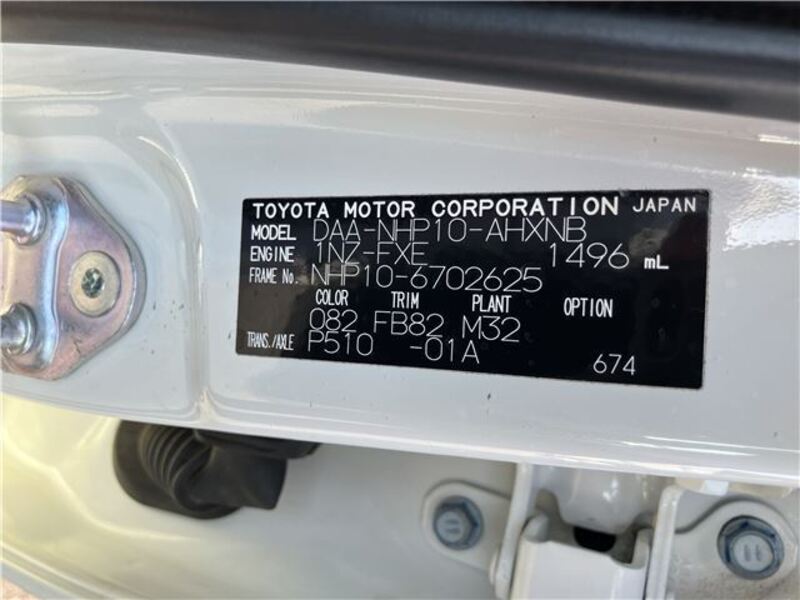 TOYOTA MOTOR CORPORATION JAPAN
MODEL DAA-NHP10-AHXNB
ENGINE 1NZ-FXE 1496 mL
FRAME No. NHP10-6702625
COLOR TRIM PLANT OPTION
082 FB82 M32
TRANS./AXLE P510 -01A
674